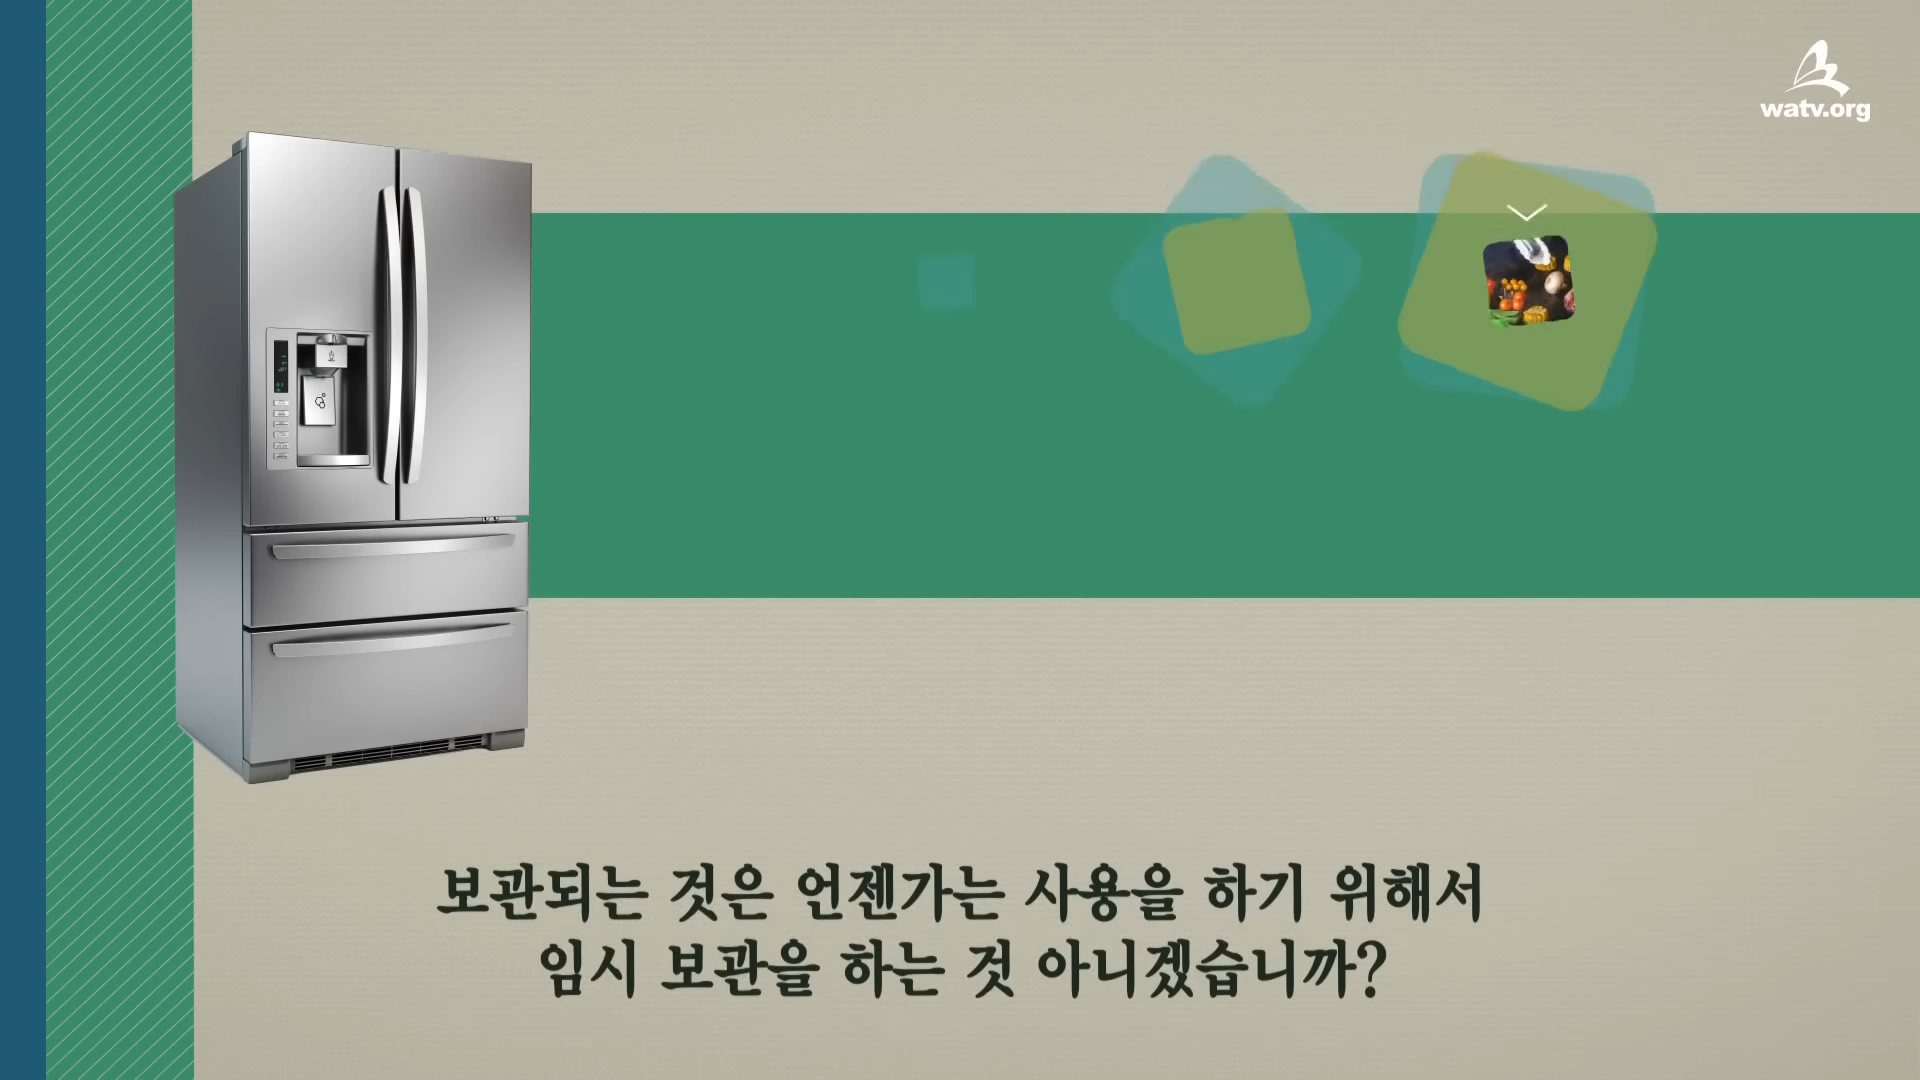 watv.org
보관되는 것은 언젠가는 사용을 하기 위해서
임시 보관을 하는 것 아니겠습니까?